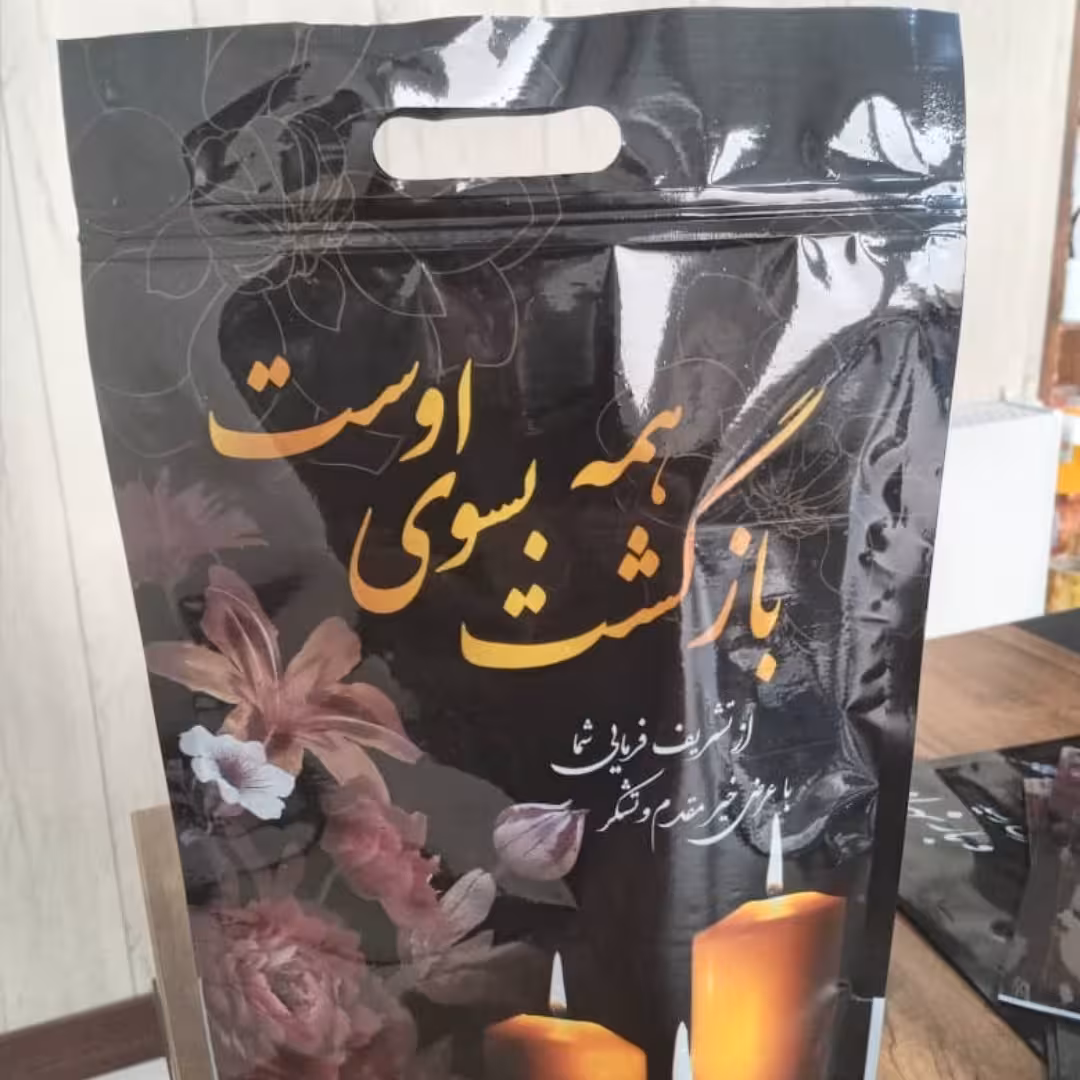 بازگشت همه
بسوی اوست
از تشریف فرمایی شما
با عرض خیر مقدم و تشکر